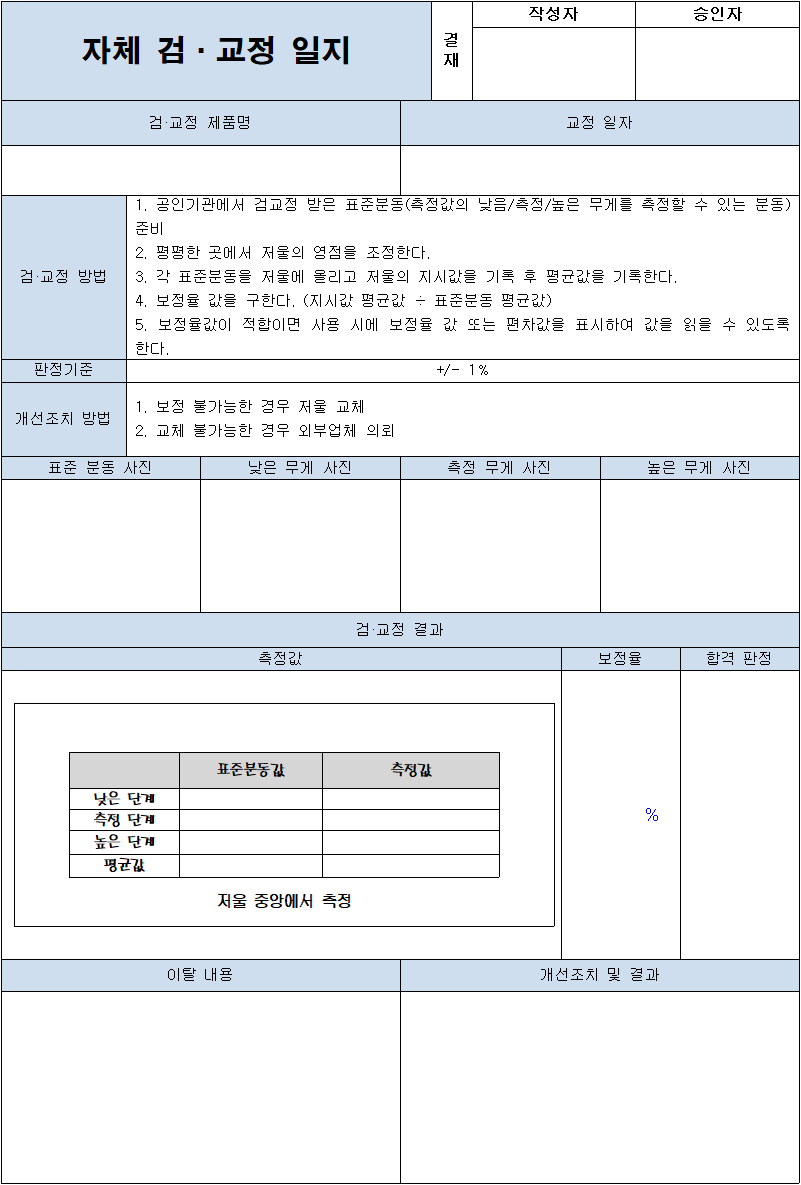 자체 검·교정 일지
결재
작성자
승인자
검·교정 제품명
교정 일자
검·교정 방법
1. 공인기관에서 검교정 받은 표준분동(측정값의 낮음/측정/높은 무게를 측정할 수 있는 분동)
준비
2. 평평한 곳에서 저울의 영점을 조정한다.
3. 각 표준분동을 저울에 올리고 저울의 지시값을 기록 후 평균값을 기록한다.
4. 보정율 값을 구한다. (지시값 평균값 ÷ 표준분동 평균값)
5. 보정율값이 적합이면 사용 시에 보정율 값 또는 편차값을 표시하여 값을 읽을 수 있도록
한다.
판정기준
+/- 1%
개선조치 방법
1. 보정 불가능한 경우 저울 교체
2. 교체 불가능한 경우 외부업체 의뢰
표준 분동 사진
낮은 무게 사진
측정 무게 사진
높은 무게 사진
검·교정 결과
측정값
보정율
합격 판정
표준분동값
측정값
낮은 단계
측정 단계
높은 단계
평균값
저울 중앙에서 측정
%
이탈 내용
개선조치 및 결과